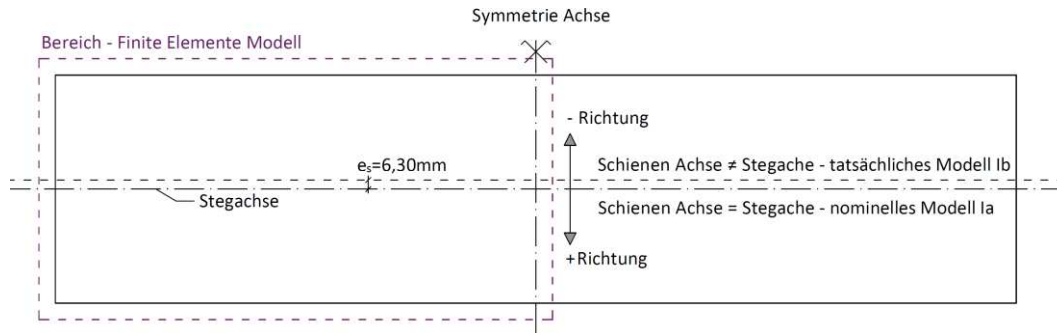 Symmetrie Achse
Bereich - Finite Elemente Modell
- Richtung
eₛ=6,30mm
Schienen Achse ≠ Stegache - tatsächliches Modell Ib
Stegachse
Schienen Achse = Stegache - nominelles Modell Ia
+Richtung